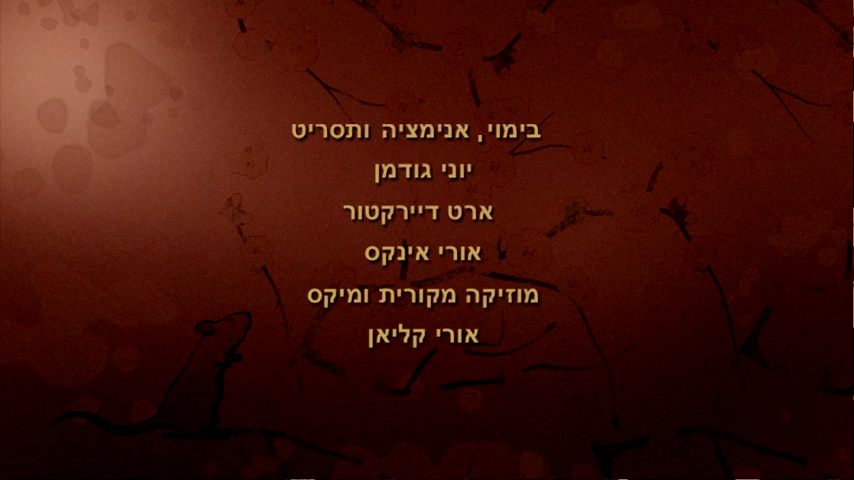 בימוי, אנימציה ותסריט
יוני גודמן
ארט דיירקטור
אורי אינקס
מוזיקה מקורית ומיקס
אורי קליאן